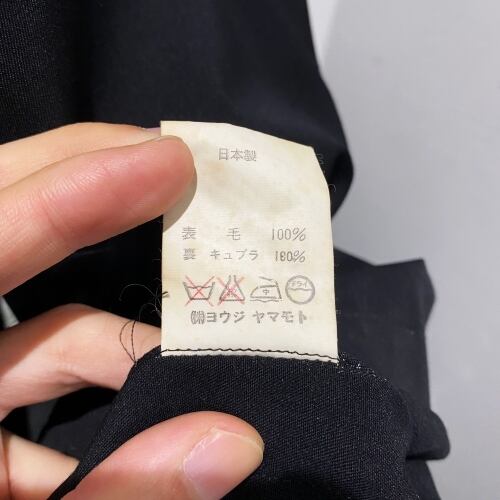 日本製
表 毛 100%
裏 キュプラ 100%
中 ドライ
㈱ヨウジ ヤマモト